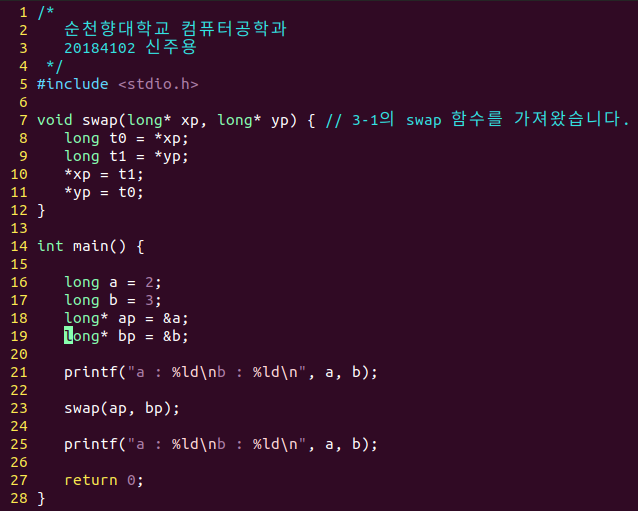 1 /*
2    순천향대학교 컴퓨터공학과
3    20184102 신주용
4  */
5 #include <stdio.h>
6
7 void swap(long* xp, long* yp) { // 3-1의 swap 함수를 가져왔습니다.
8    long t0 = *xp;
9    long t1 = *yp;
10    *xp = t1;
11    *yp = t0;
12 }
13
14 int main() {
15
16    long a = 2;
17    long b = 3;
18    long* ap = &a;
19    long* bp = &b;
20
21    printf("a : %ld\nb : %ld\n", a, b);
22
23    swap(ap, bp);
24
25    printf("a : %ld\nb : %ld\n", a, b);
26
27    return 0;
28 }